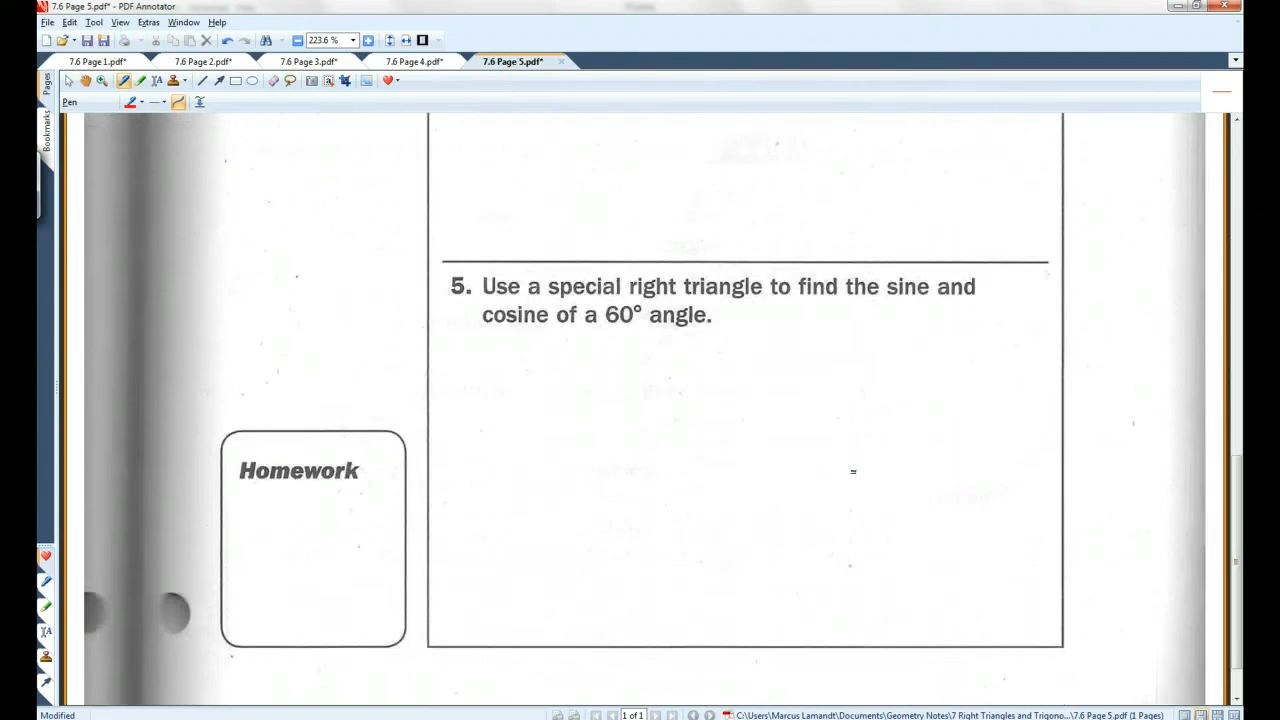 7.6 Page 5.pdf* - PDF Annotator
File Edit Tool View Extras Window Help
223.6 %
7.6 Page 1.pdf* 7.6 Page 2.pdf* 7.6 Page 3.pdf* 7.6 Page 4.pdf* 7.6 Page 5.pdf*
Pages
Pen
Bookmarks
5. Use a special right triangle to find the sine and
cosine of a 60° angle.
Homework
Modified
1 of 1
C:\Users\Marcus Lamandt\Documents\Geometry Notes\7 Right Triangles and Trigono...\7.6 Page 5.pdf (1 Pages)